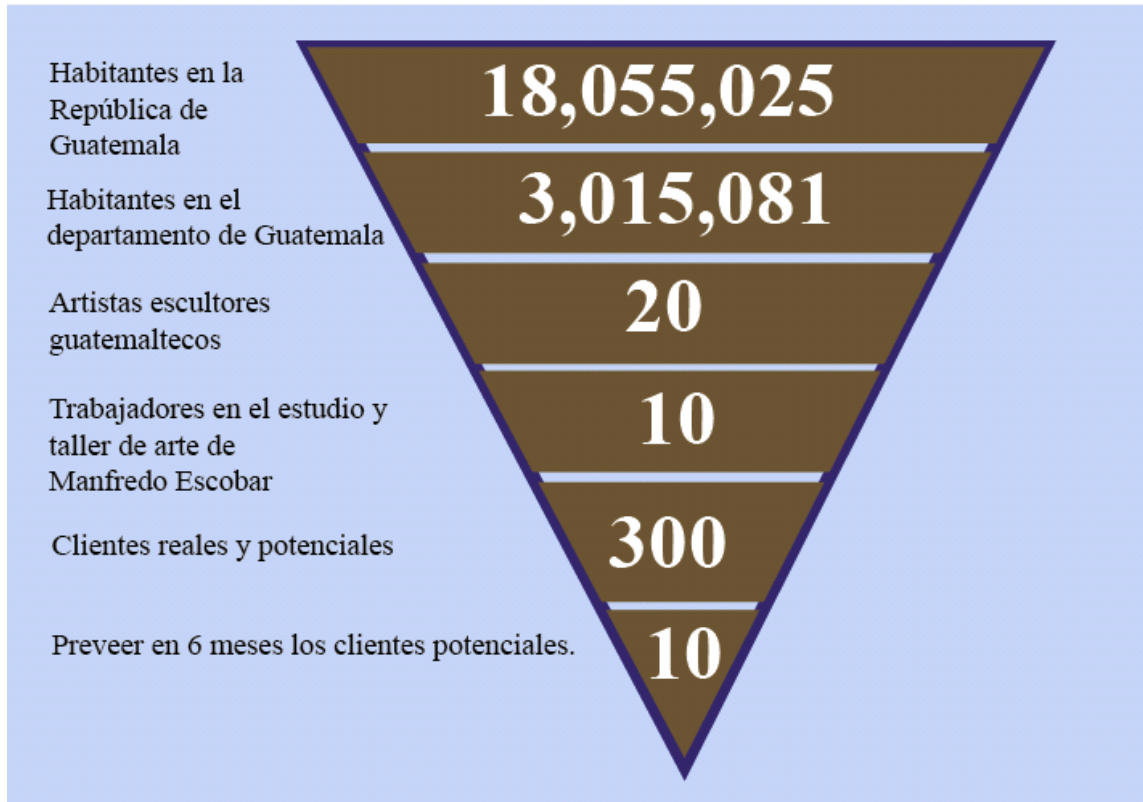 Habitantes en la
República de
Guatemala
18,055,025
Habitantes en el
departamento de Guatemala
3,015,081
Artistas escultores
guatemaltecos
20
Trabajadores en el estudio y
taller de arte de
Manfredo Escobar
10
Clientes reales y potenciales
300
Preveer en 6 meses los clientes potenciales.
10